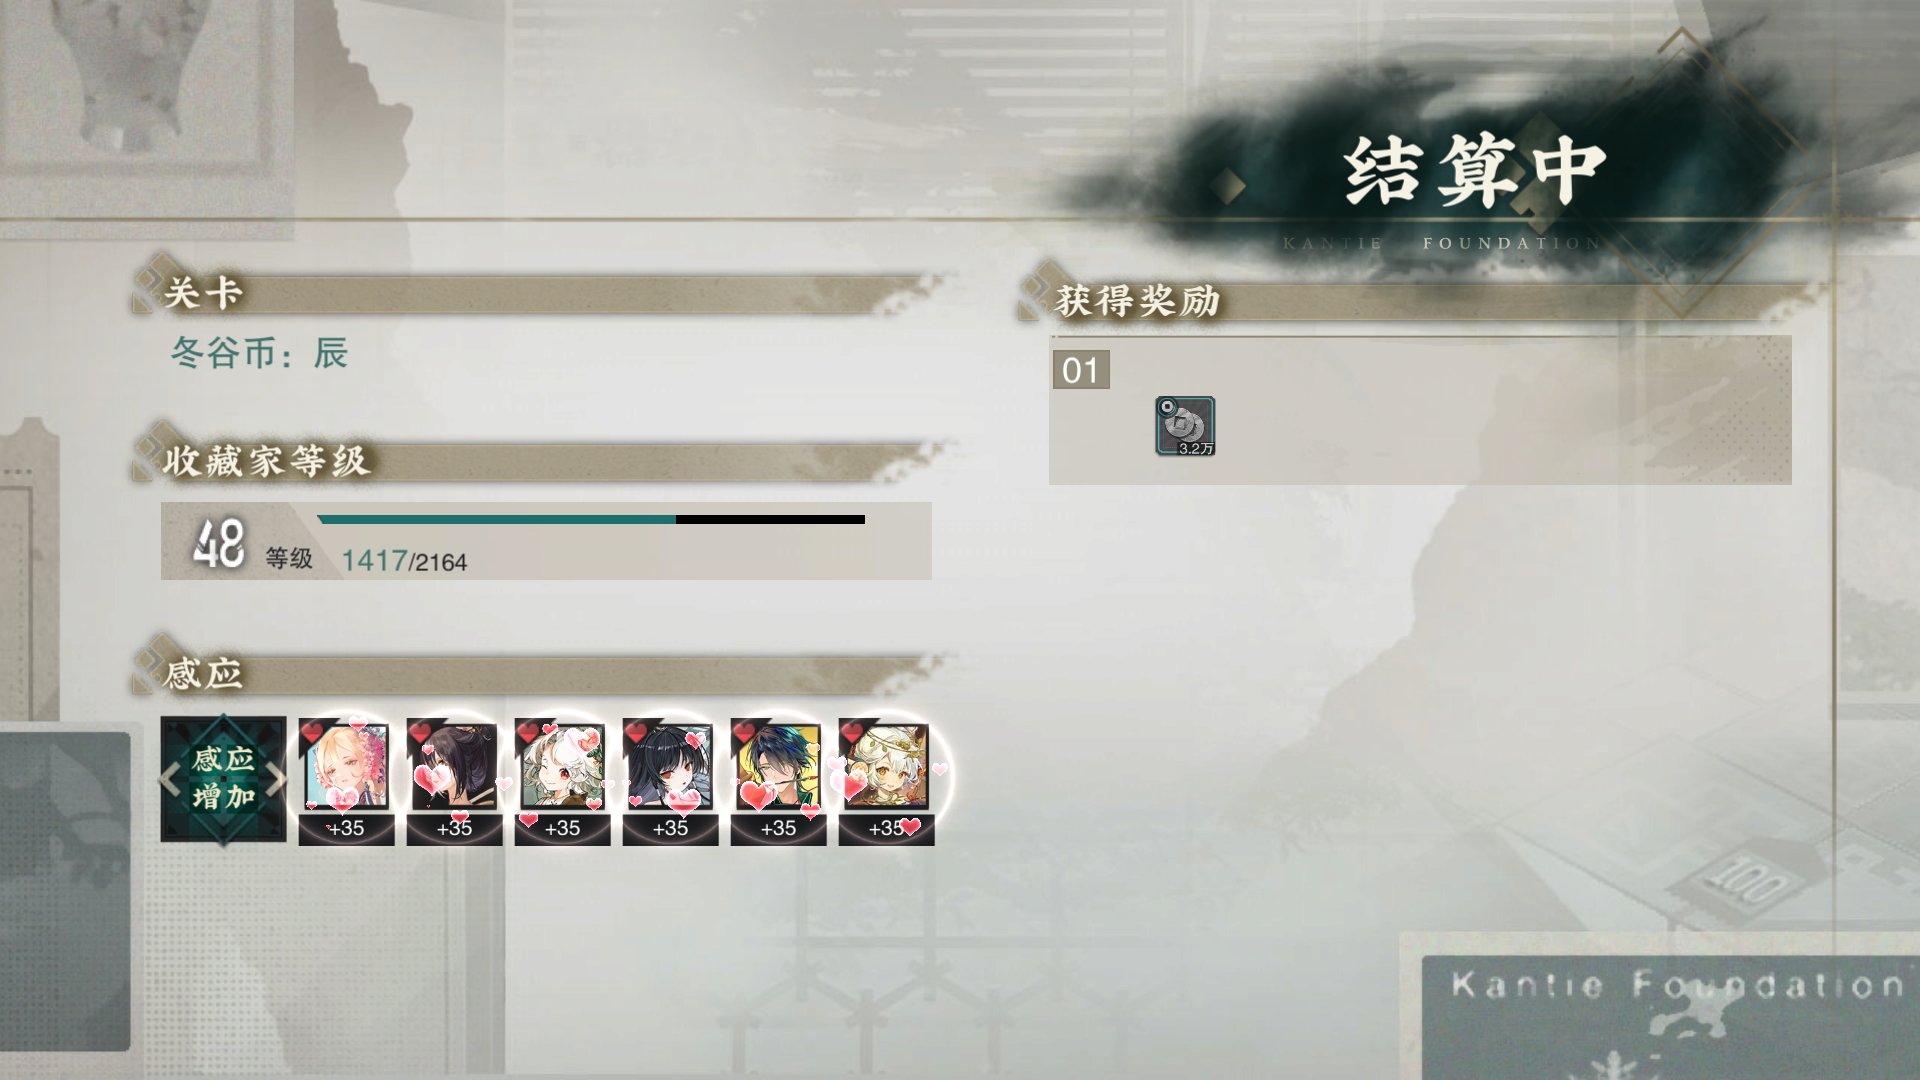 结算中
KANTIE FOUNDATION
关卡
冬谷币：辰
收藏家等级
48 等级 1417/2164
感应
感应
增加
+35 +35 +35 +35 +35 +35
获得奖励
01
3.2万
100
Kantie Foundation